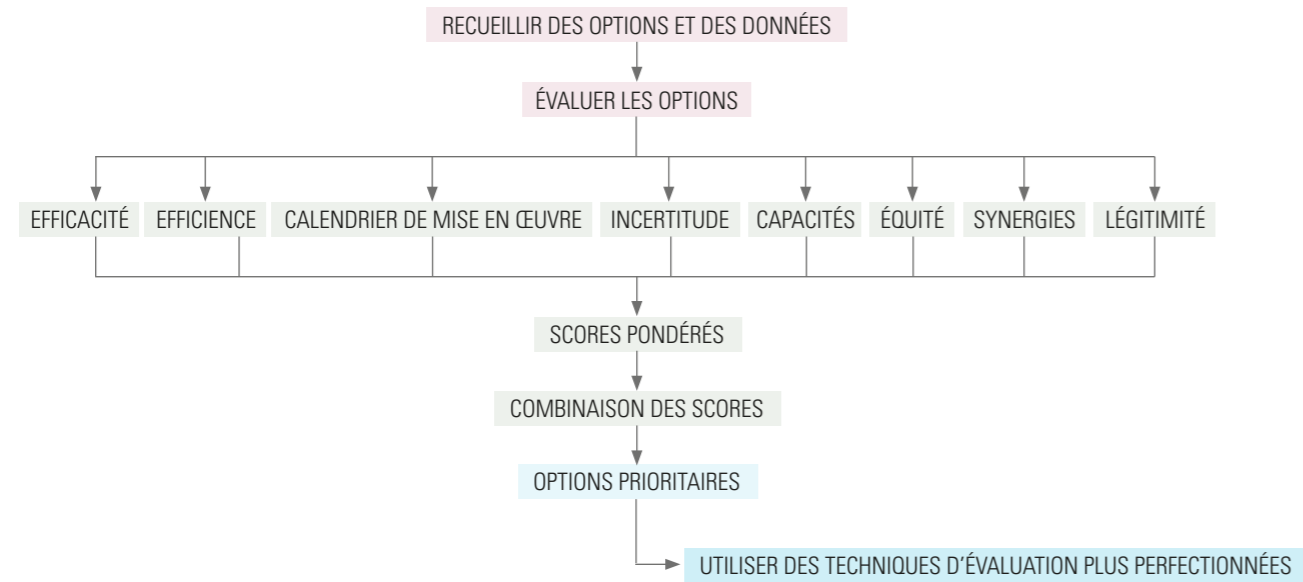 RECUEILLIR DES OPTIONS ET DES DONNÉES
ÉVALUER LES OPTIONS
EFFICACITÉ
EFFICIENCE
CALENDRIER DE MISE EN ŒUVRE
INCERTITUDE
CAPACITÉS
ÉQUITÉ
SYNERGIES
LÉGITIMITÉ
SCORES PONDÉRÉS
COMBINAISON DES SCORES
OPTIONS PRIORITAIRES
UTILISER DES TECHNIQUES D’ÉVALUATION PLUS PERFECTIONNÉES